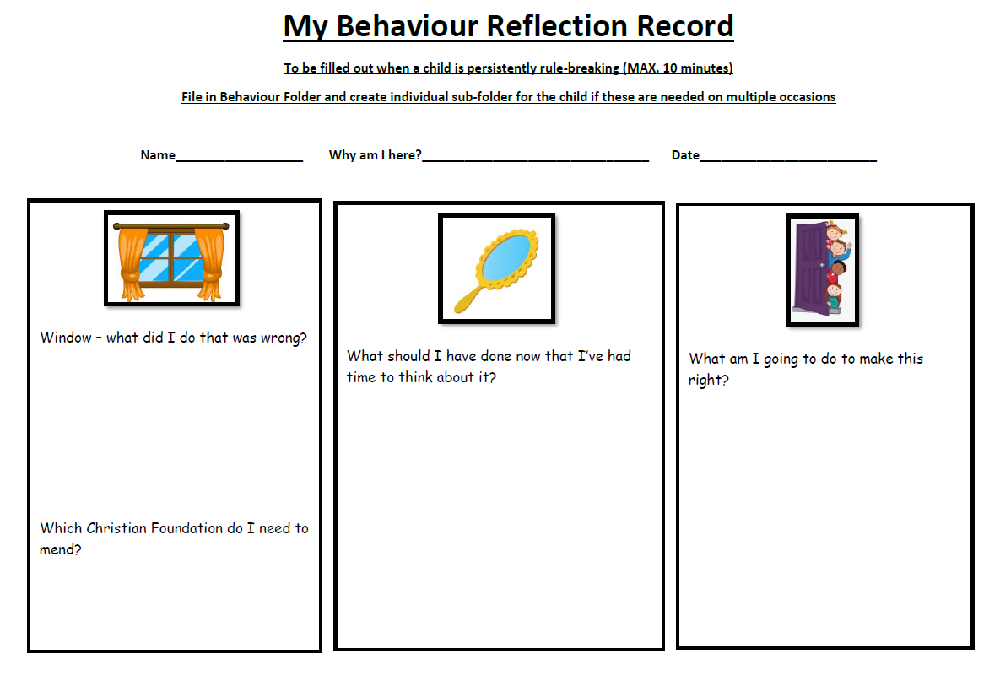 My Behaviour Reflection Record
To be filled out when a child is persistently rule-breaking (MAX. 10 minutes)
File in Behaviour Folder and create individual sub-folder for the child if these are needed on multiple occasions
Name__________________ Why am I here?________________________________ Date_________________________
Window – what did I do that was wrong?
Which Christian Foundation do I need to
mend?
What should I have done now that I've had
time to think about it?
What am I going to do to make this
right?